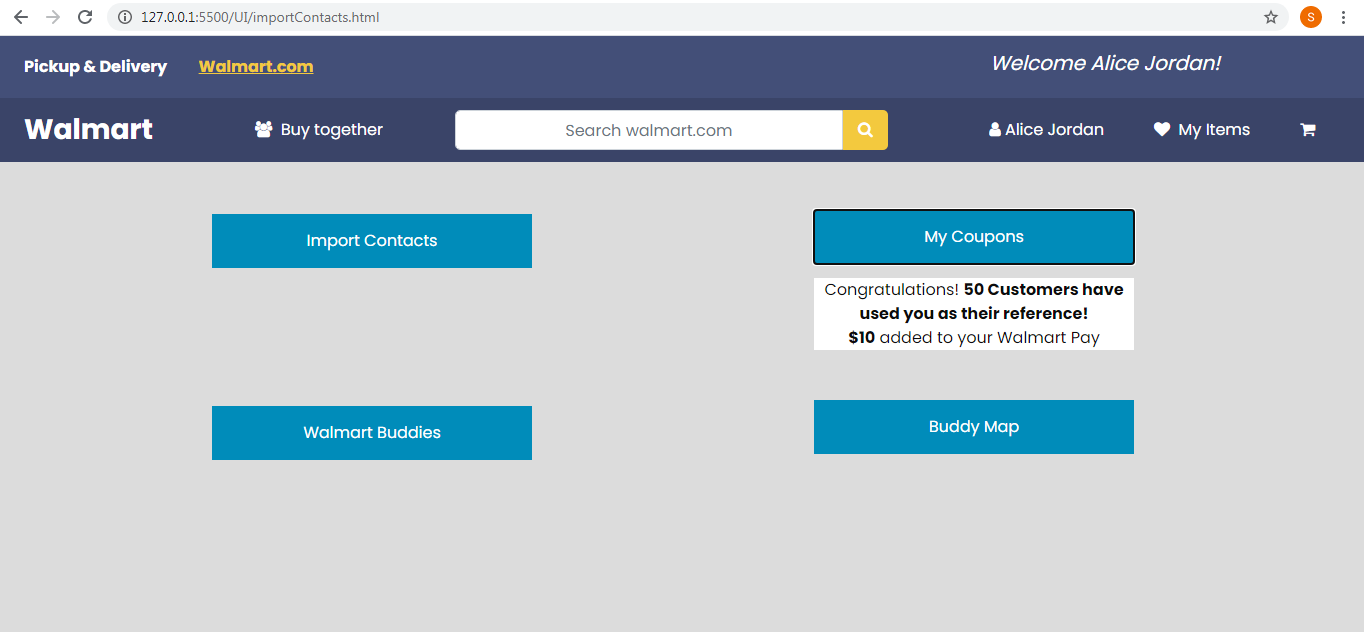 127.0.0.1:5500/UI/importContacts.html
S
Pickup & Delivery Walmart.com Welcome Alice Jordan!
Walmart Buy together Search walmart.com Alice Jordan My Items
Import Contacts
My Coupons
Congratulations! 50 Customers have
used you as their reference!
$10 added to your Walmart Pay
Walmart Buddies
Buddy Map